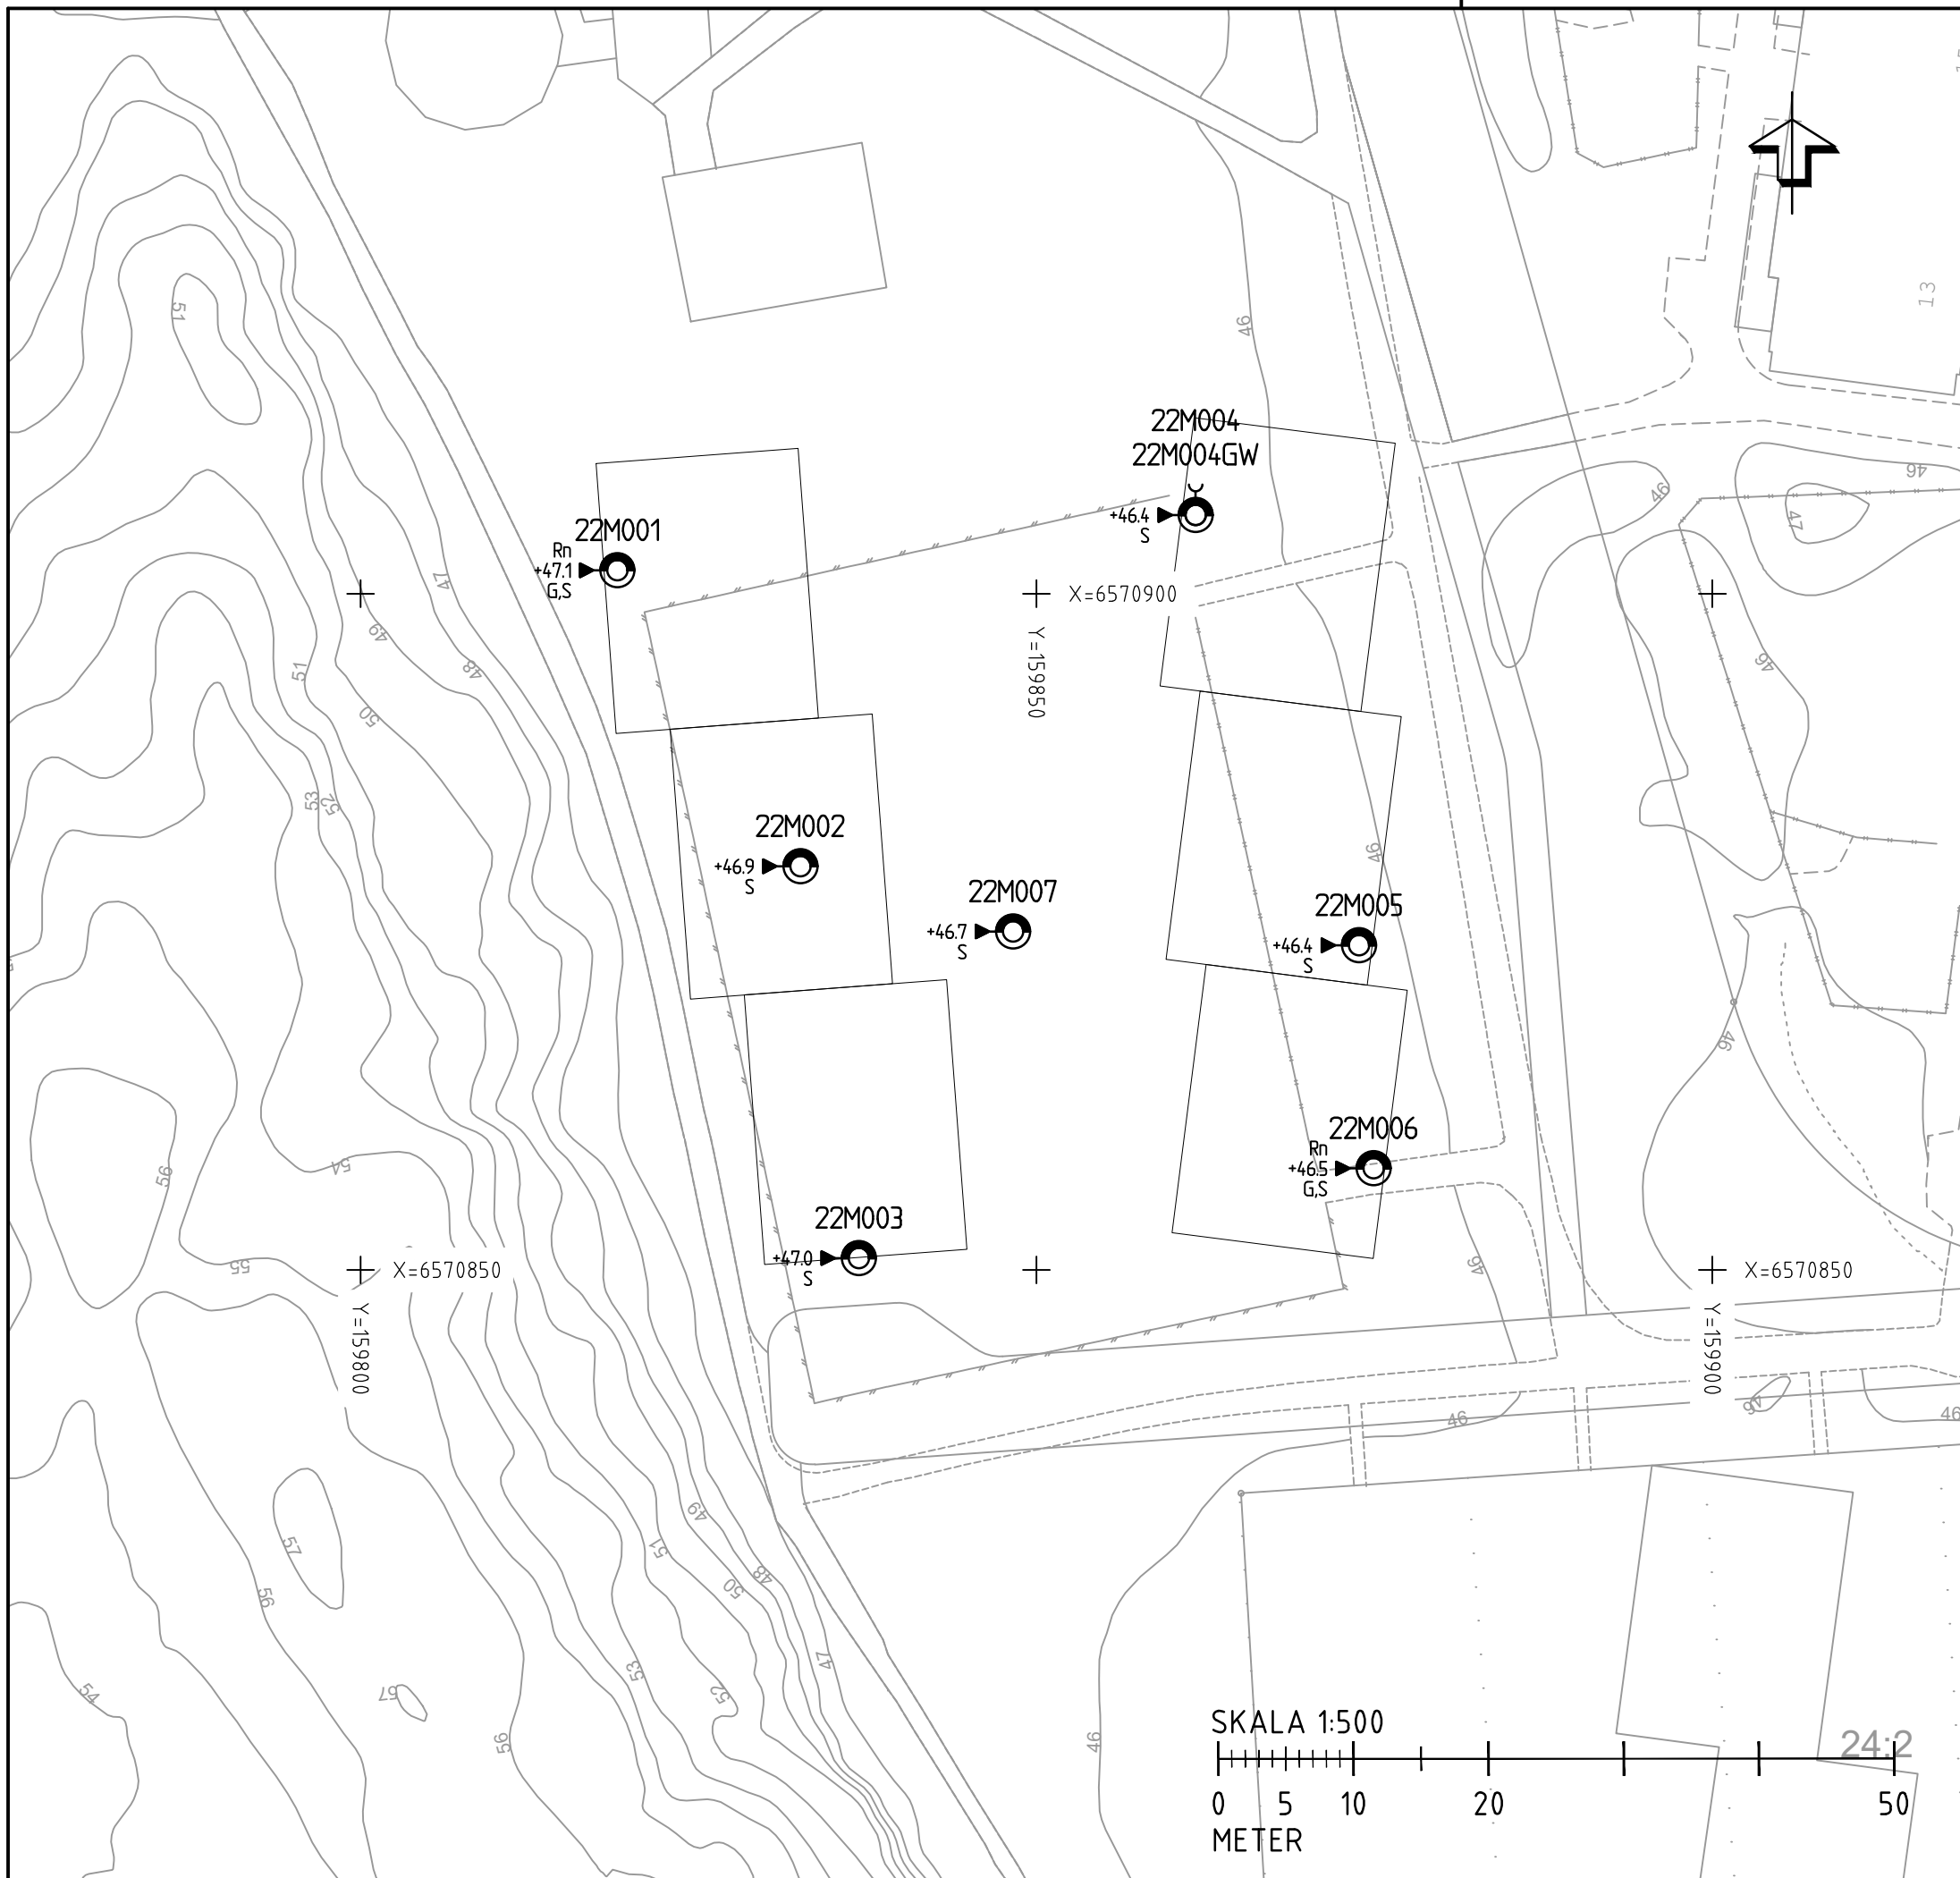 13
51
46
22M004
22M004GW
46
46
47
+46.4
S
22M001
Rn
+47.1
G,S
47
X=6570900
Y=159850
49
48
51
50
46
53
52
22M002
+46.9
S
22M007
+46.7
S
46
22M005
+46.4
S
46
22M006
Rn
+46.5
G,S
54
59
22M003
+47.0
S
55
X=6570850
Y=159800
46
X=6570850
Y=159900
46
46
46
49
51
50
48
57
56
47
53
52
54
57
56
46
SKALA 1:500
24:2
0 5 10 20 50
METER